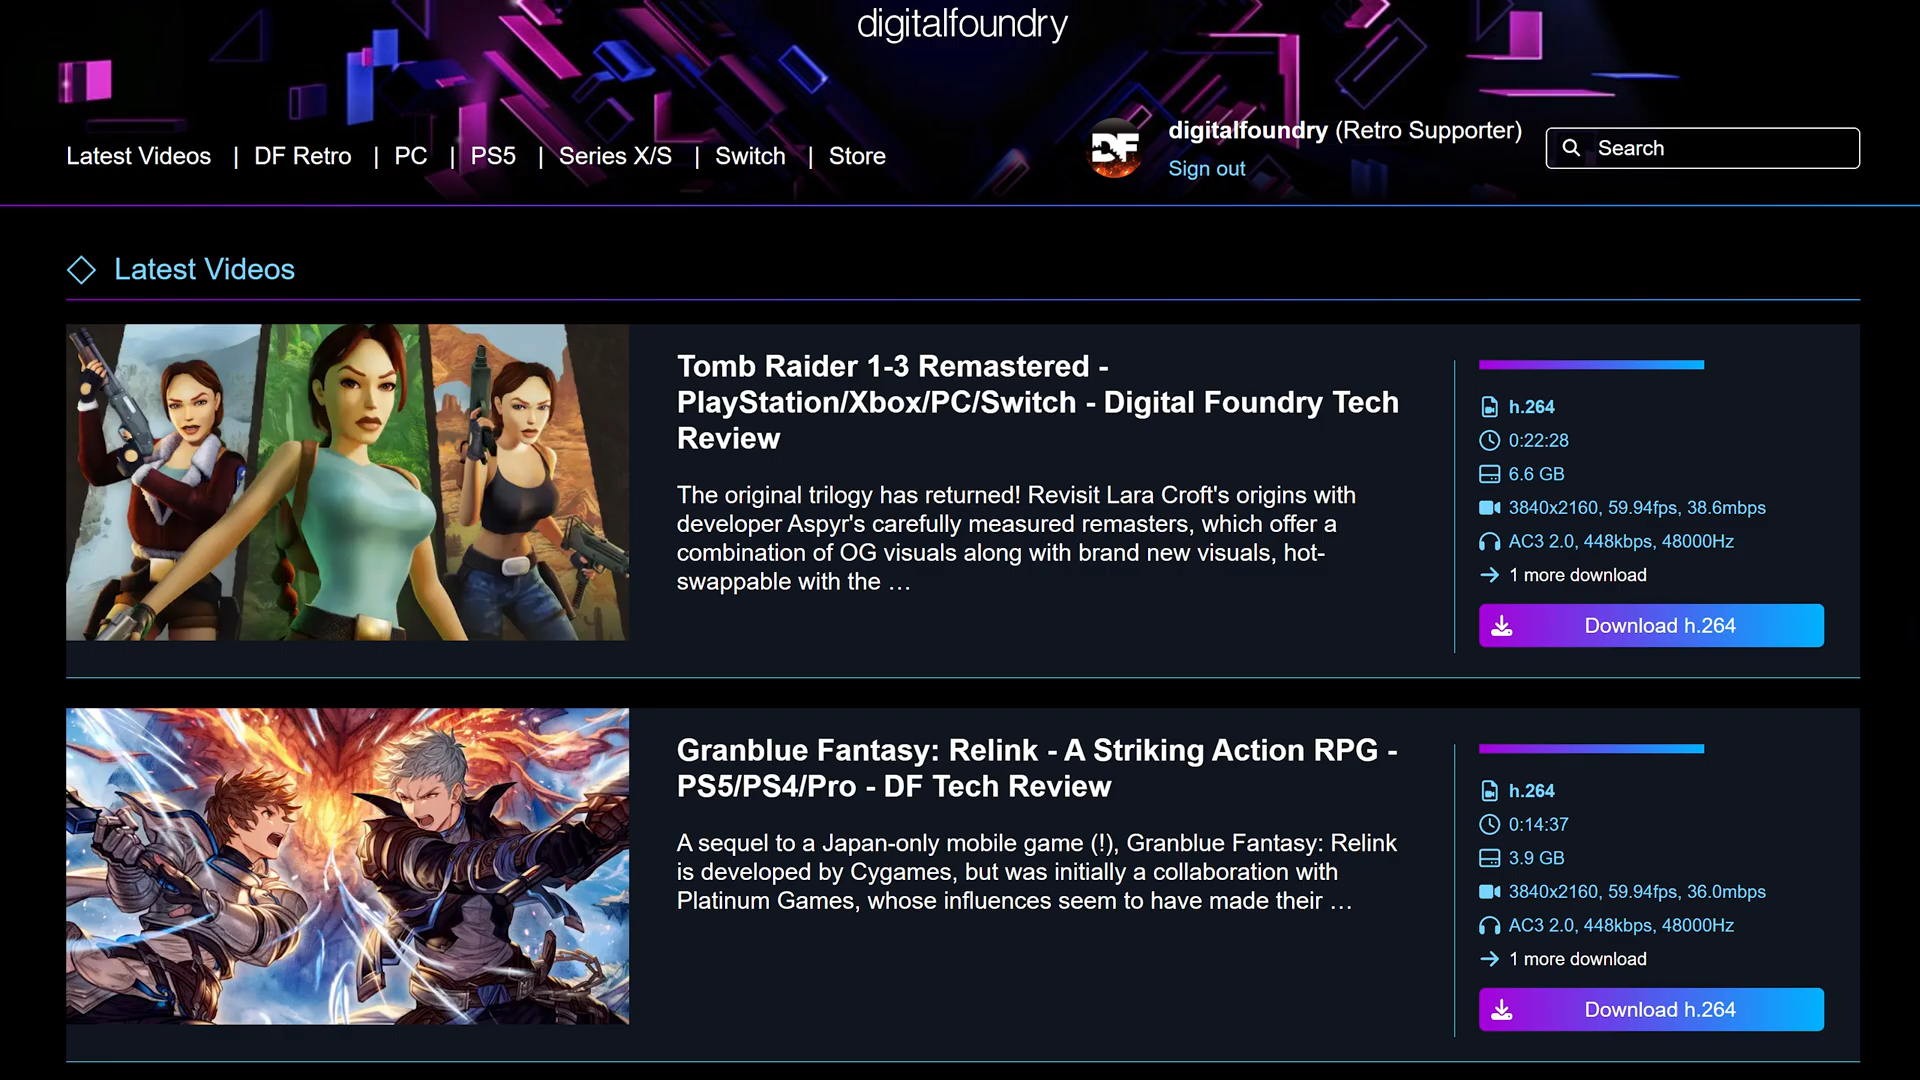 digitalfoundry
Latest Videos | DF Retro | PC | PS5 | Series X/S | Switch | Store
DF
digitalfoundry (Retro Supporter)
Sign out
Search
Latest Videos
Tomb Raider 1-3 Remastered -
PlayStation/Xbox/PC/Switch - Digital Foundry Tech
Review
The original trilogy has returned! Revisit Lara Croft's origins with
developer Aspyr's carefully measured remasters, which offer a
combination of OG visuals along with brand new visuals, hot-
swappable with the …
h.264
0:22:28
6.6 GB
3840x2160, 59.94fps, 38.6mbps
AC3 2.0, 448kbps, 48000Hz
1 more download
Download h.264
Granblue Fantasy: Relink - A Striking Action RPG -
PS5/PS4/Pro - DF Tech Review
A sequel to a Japan-only mobile game (!), Granblue Fantasy: Relink
is developed by Cygames, but was initially a collaboration with
Platinum Games, whose influences seem to have made their …
h.264
0:14:37
3.9 GB
3840x2160, 59.94fps, 36.0mbps
AC3 2.0, 448kbps, 48000Hz
1 more download
Download h.264